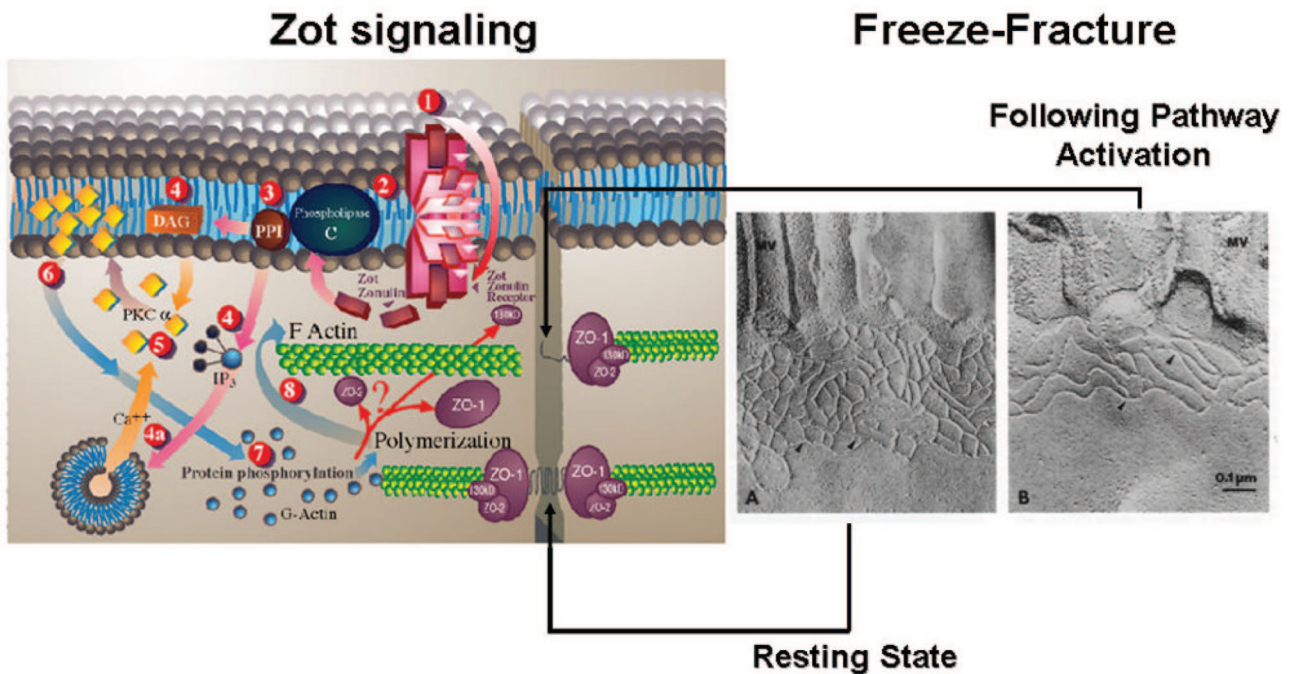 Zot signaling
Freeze-Fracture
Following Pathway
Activation
1
2
3
4
DAG
PPI
Phospholipase
C
6
Zot
Zonulin
Zot
Zonulin
Receptor
130kD
PKC α
5
4
IP3
F Actin
8
ZO-2
?
ZO-1
ZO-1
130kD
ZO-2
Ca++
4a
7
Polymerization
Protein phosphorylation
G-Actin
ZO-1
130kD
ZO-2
ZO-1
130kD
ZO-2
MV
MV
A
B
0.1μm
Resting State